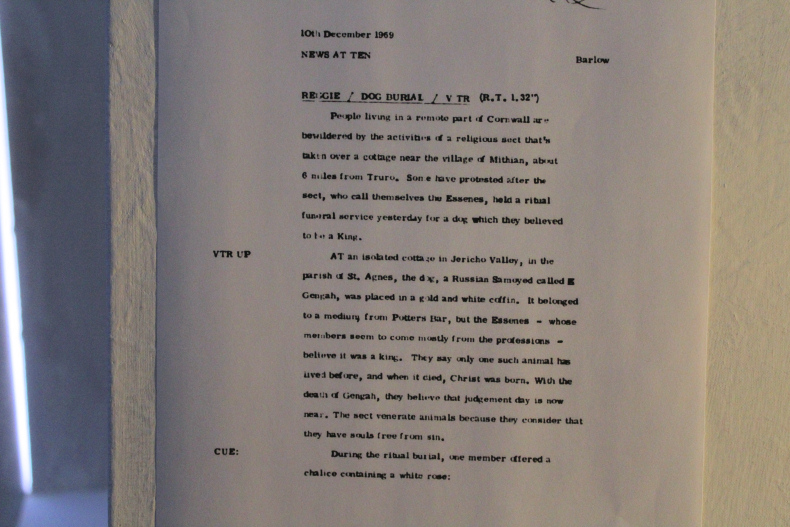 10th December 1969
NEWS AT TEN
Barlow
REGGIE / DOG BURIAL / VTR (R.T. 1.32")
People living in a remote part of Cornwall are
bewildered by the activities of a religious sect that's
taken over a cottage near the village of Mithian, about
6 miles from Truro. Some have protested after the
sect, who call themselves the Essenes, held a ritual
funeral service yesterday for a dog which they believed
to be a King.
VTR UP
AT an isolated cottage in Jericho Valley, in the
parish of St. Agnes, the dog, a Russian Samoyed called
Gengah, was placed in a gold and white coffin. It belonged
to a medium from Potters Bar, but the Essenes - whose
members seem to come mostly from the professions -
believe it was a king. They say only one such animal has
lived before, and when it died, Christ was born. With the
death of Gengah, they believe that judgement day is now
near. The sect venerate animals because they consider that
they have souls free from sin.
CUE:
During the ritual burial, one member offered a
chalice containing a white rose: